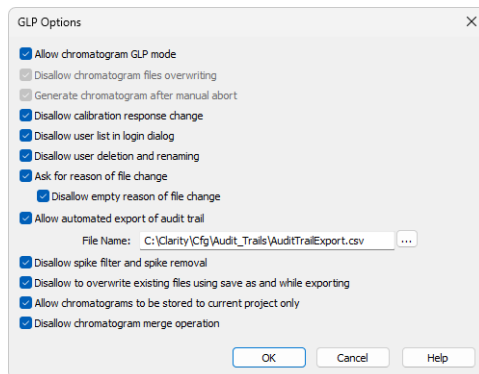 GLP Options
Allow chromatogram GLP mode
Disallow chromatogram files overwriting
Generate chromatogram after manual abort
Disallow calibration response change
Disallow user list in login dialog
Disallow user deletion and renaming
Ask for reason of file change
Disallow empty reason of file change
Allow automated export of audit trail
File Name: C:\Clarity\Cfg\Audit_Trails\AuditTrailExport.csv ...
Disallow spike filter and spike removal
Disallow to overwrite existing files using save as and while exporting
Allow chromatograms to be stored to current project only
Disallow chromatogram merge operation
OK Cancel Help